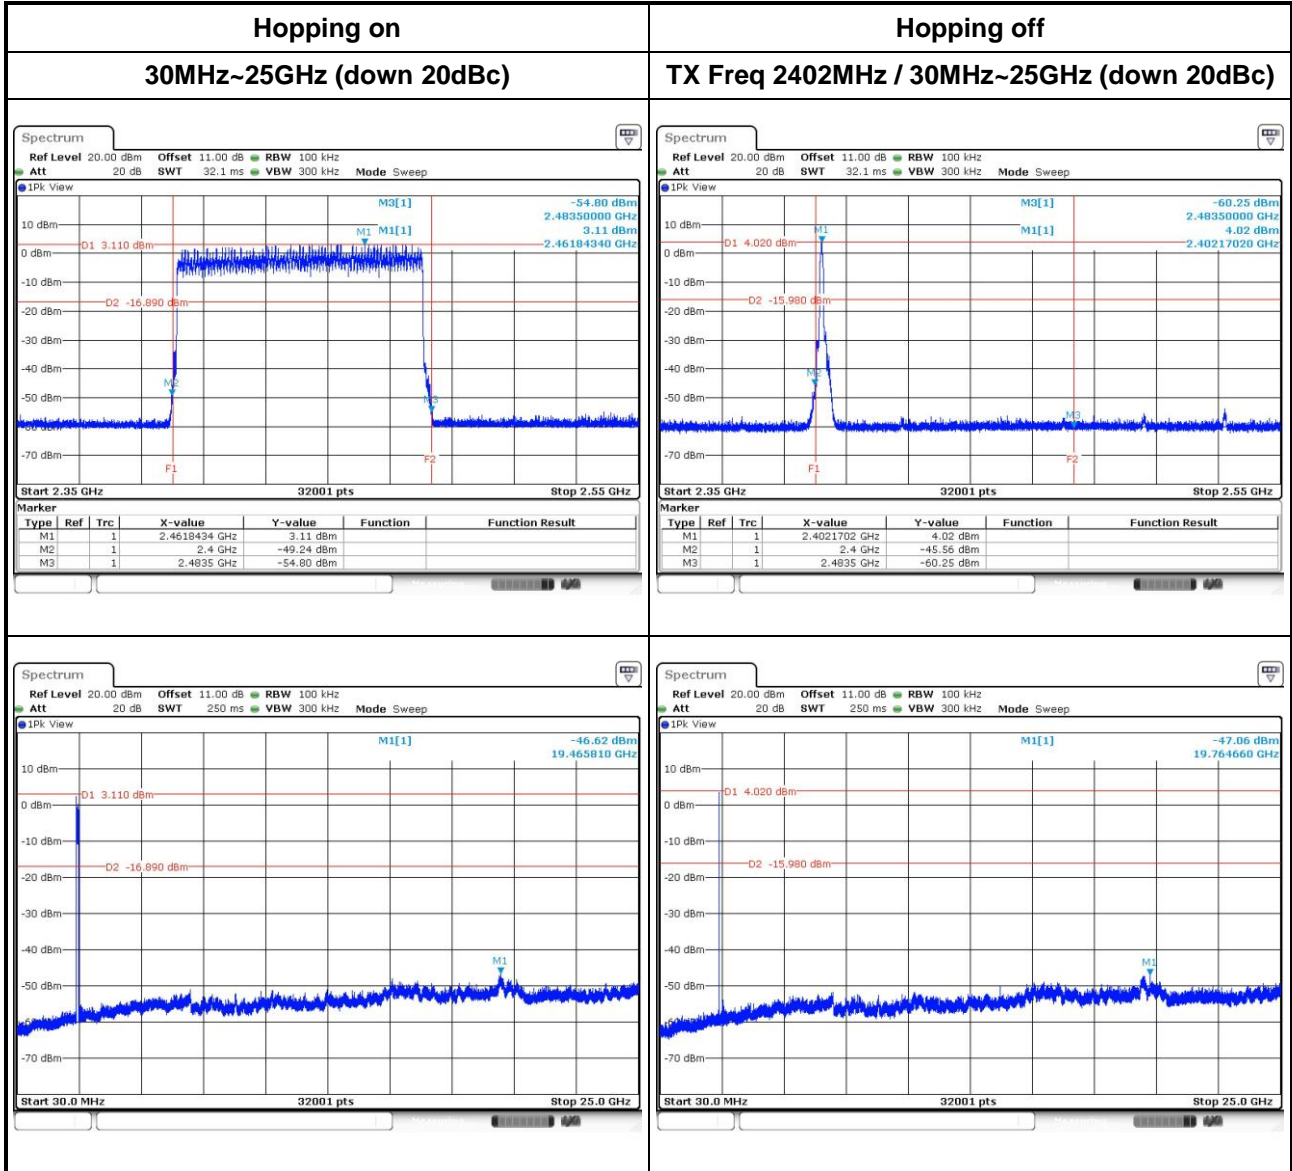 Hopping on
Hopping off
30MHz~25GHz (down 20dBc)
TX Freq 2402MHz / 30MHz~25GHz (down 20dBc)
Spectrum
Ref Level 20.00 dBm Offset 11.00 dB RBW 100 kHz
Att 20 dB SWT 32.1 ms VBW 300 kHz Mode Sweep
1Pk View
M3[1] -54.80 dBm
2.48350000 GHz
M1[1] 3.11 dBm
2.46184340 GHz
10 dBm
M1
D1 3.110 dBm
0 dBm
-10 dBm
D2 -16.890 dBm
-20 dBm
-30 dBm
-40 dBm
M2
-50 dBm
M3
-70 dBm
F1
F2
Start 2.35 GHz 32001 pts Stop 2.55 GHz
Marker
Type Ref Trc X-value Y-value Function Function Result
M1 1 2.4618434 GHz 3.11 dBm
M2 1 2.4 GHz -49.24 dBm
M3 1 2.4835 GHz -54.80 dBm
Spectrum
Ref Level 20.00 dBm Offset 11.00 dB RBW 100 kHz
Att 20 dB SWT 32.1 ms VBW 300 kHz Mode Sweep
1Pk View
M3[1] -60.25 dBm
2.48350000 GHz
M1[1] 4.02 dBm
2.40217020 GHz
10 dBm
M1
D1 4.020 dBm
0 dBm
-10 dBm
D2 -15.980 dBm
-20 dBm
-30 dBm
-40 dBm
M2
-50 dBm
M3
-70 dBm
F1
F2
Start 2.35 GHz 32001 pts Stop 2.55 GHz
Marker
Type Ref Trc X-value Y-value Function Function Result
M1 1 2.4021702 GHz 4.02 dBm
M2 1 2.4 GHz -45.56 dBm
M3 1 2.4835 GHz -60.25 dBm
Spectrum
Ref Level 20.00 dBm Offset 11.00 dB RBW 100 kHz
Att 20 dB SWT 250 ms VBW 300 kHz Mode Sweep
1Pk View
M1[1] -46.62 dBm
19.465810 GHz
10 dBm
D1 3.110 dBm
0 dBm
-10 dBm
D2 -16.890 dBm
-20 dBm
-30 dBm
-40 dBm
M1
-50 dBm
-70 dBm
Start 30.0 MHz 32001 pts Stop 25.0 GHz
Spectrum
Ref Level 20.00 dBm Offset 11.00 dB RBW 100 kHz
Att 20 dB SWT 250 ms VBW 300 kHz Mode Sweep
1Pk View
M1[1] -47.06 dBm
19.764660 GHz
10 dBm
D1 4.020 dBm
0 dBm
-10 dBm
D2 -15.980 dBm
-20 dBm
-30 dBm
-40 dBm
M1
-50 dBm
-70 dBm
Start 30.0 MHz 32001 pts Stop 25.0 GHz